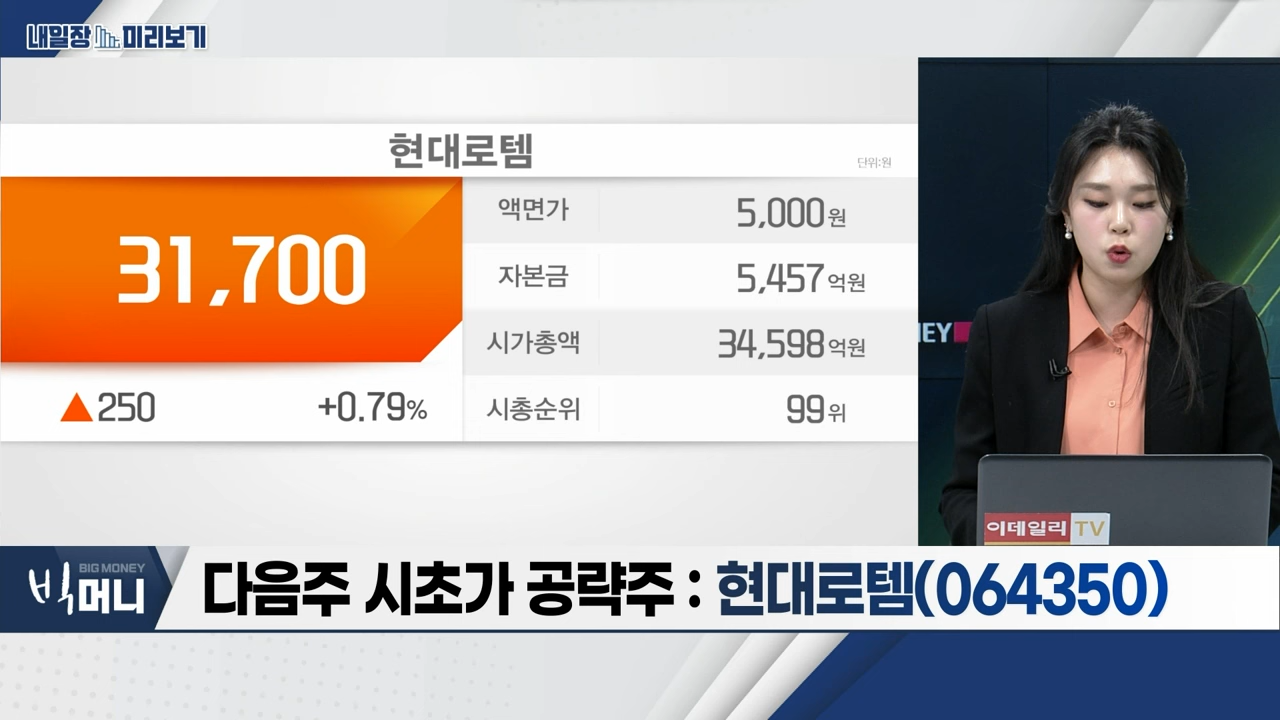 내일장 미리보기
현대로템
단위:원
31,700
▲250 +0.79%
액면가 5,000원
자본금 5,457억원
시가총액 34,598억원
시총순위 99위
NEY
이데일리 TV
BIG MONEY
빅머니
다음주 시초가 공략주 : 현대로템(064350)